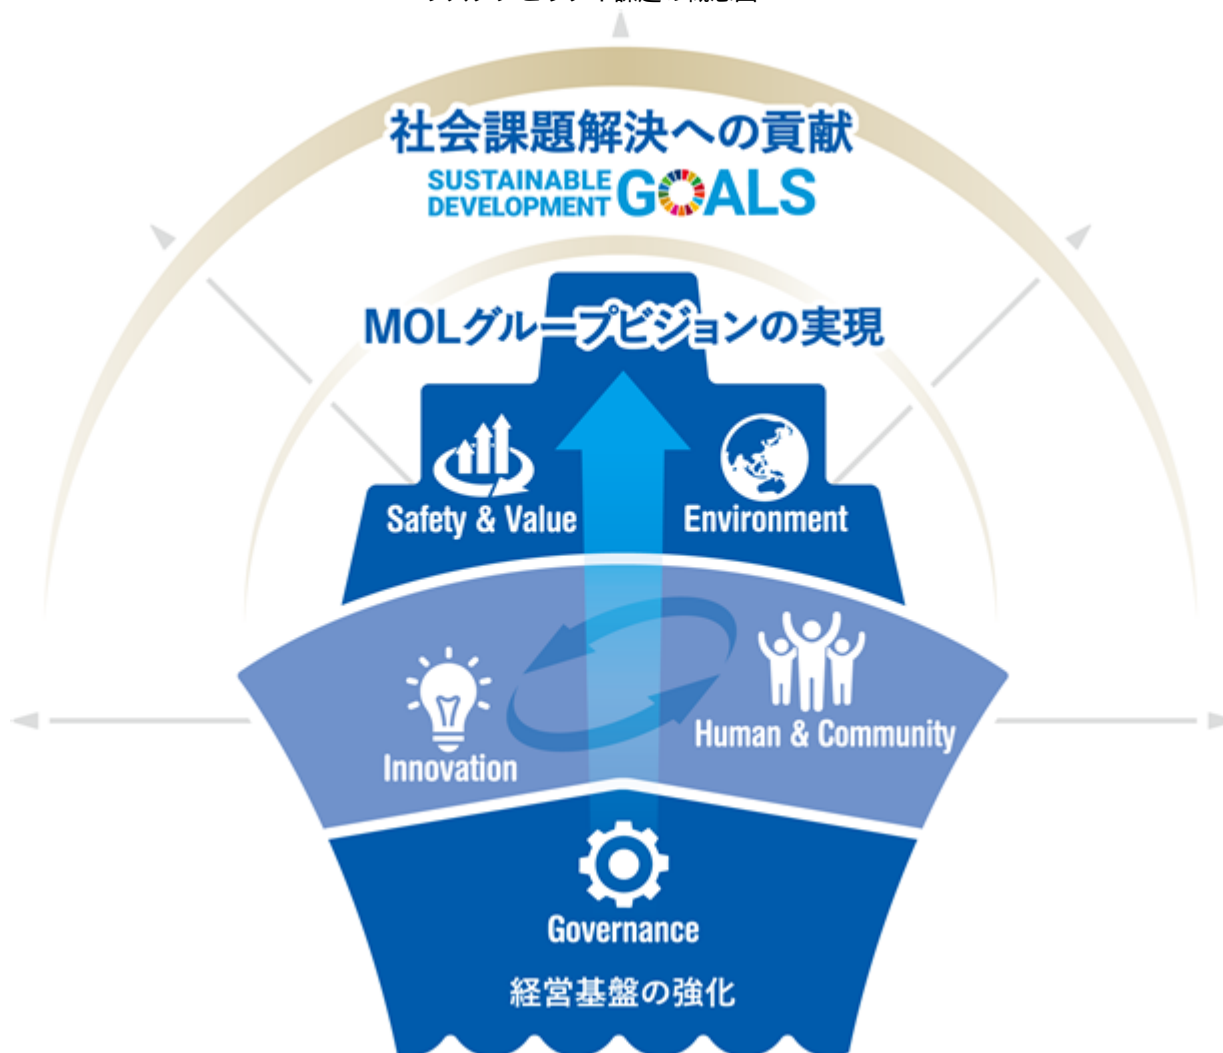 社会課題解決への貢献
SUSTAINABLE
DEVELOPMENT
GOALS
MOLグループビジョンの実現
Safety & Value
Environment
Innovation
Human & Community
Governance
経営基盤の強化